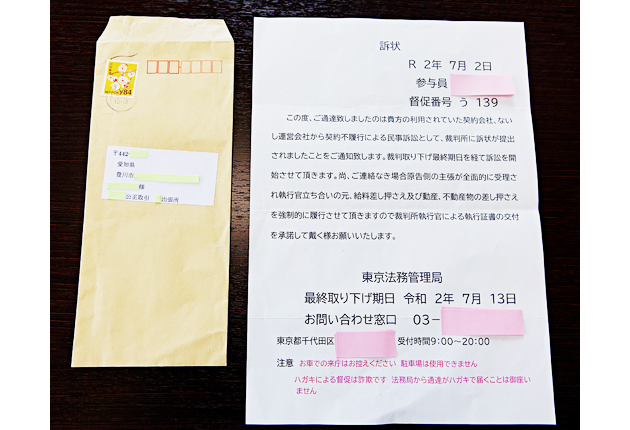 〒442-
愛知県
豊川市
様
公正取引 出張所
訴状
R 2年 7月 2日
参与員
督促番号 う 139
この度、ご通達致しましたのは貴方の利用されていた契約会社、ない
し運営会社から契約不履行による民事訴訟として、裁判所に訴状が提出
されましたことをご通知致します。裁判取り下げ最終期日を経て訴訟を開
始させて頂きます。尚、ご連絡なき場合原告側の主張が全面的に受理さ
れ執行官立ち合いの元、給料差し押さえ及び動産、不動産物の差し押さえ
を強制的に履行させて頂きますので裁判所執行官による執行証書の交付
を承諾して戴く様お願いいたします。
東京法務管理局
最終取り下げ期日 令和 2年 7月 13日
お問い合わせ窓口 03−
東京都千代田区 受付時間9:00〜20:00
注意 お車での来庁はお控えください 駐車場は使用できません
ハガキによる督促は詐欺です 法務局から通達がハガキで届くことは御座い
ません